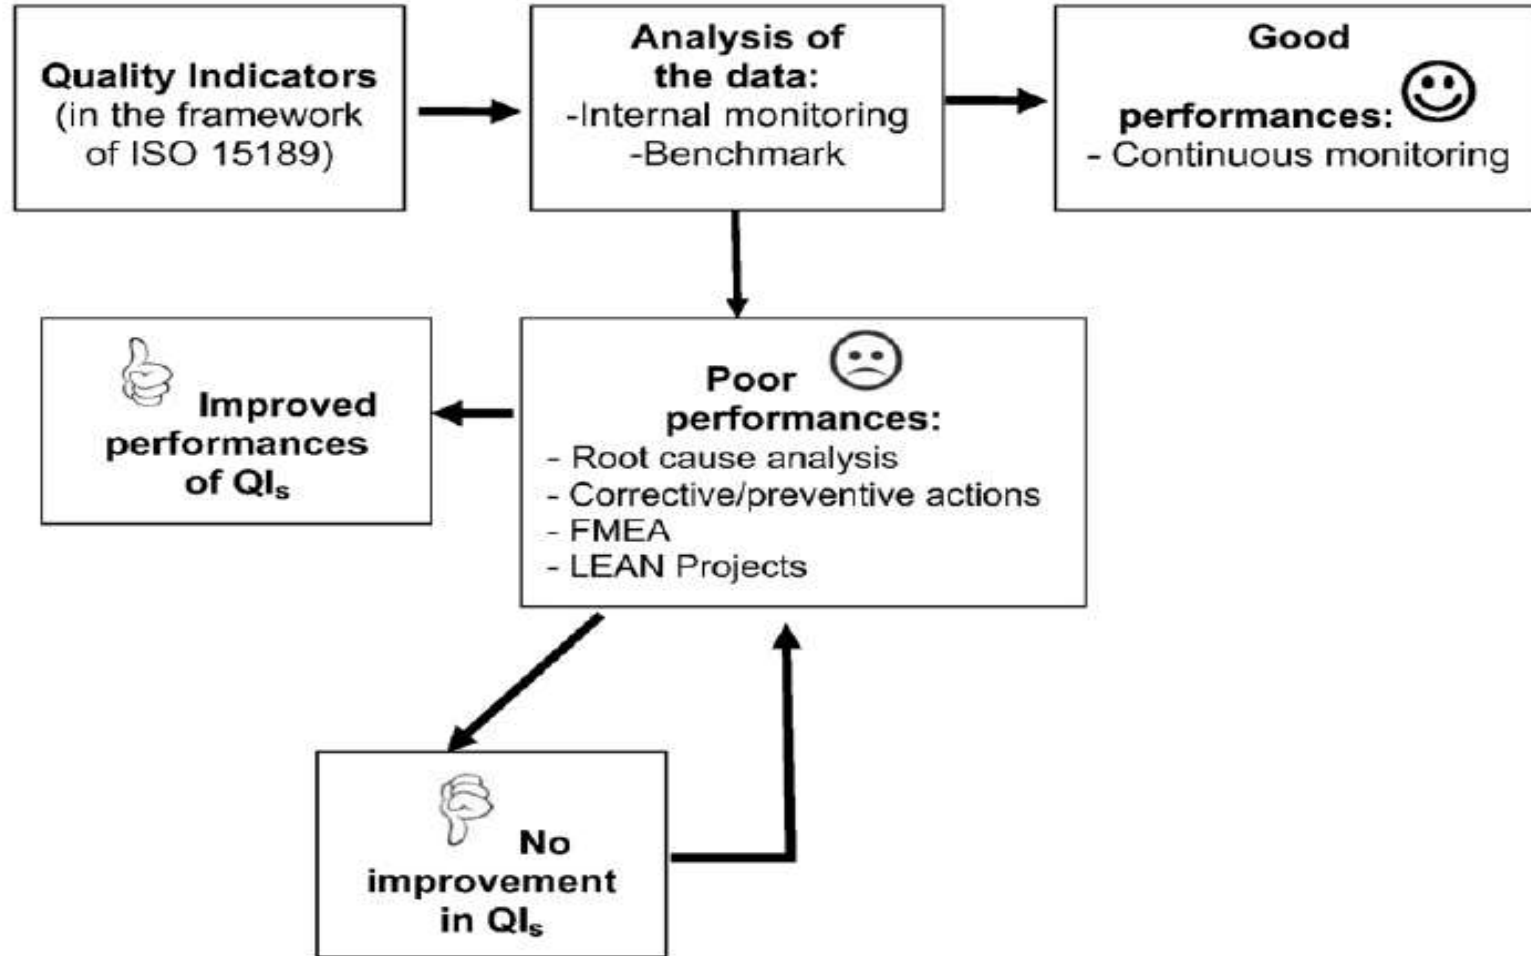 Quality Indicators
(in the framework
of ISO 15189)
Analysis of
the data:
-Internal monitoring
-Benchmark
Good
performances:
- Continuous monitoring
Improved
performances
of QIs
Poor
performances:
- Root cause analysis
- Corrective/preventive actions
- FMEA
- LEAN Projects
No
improvement
in QIs